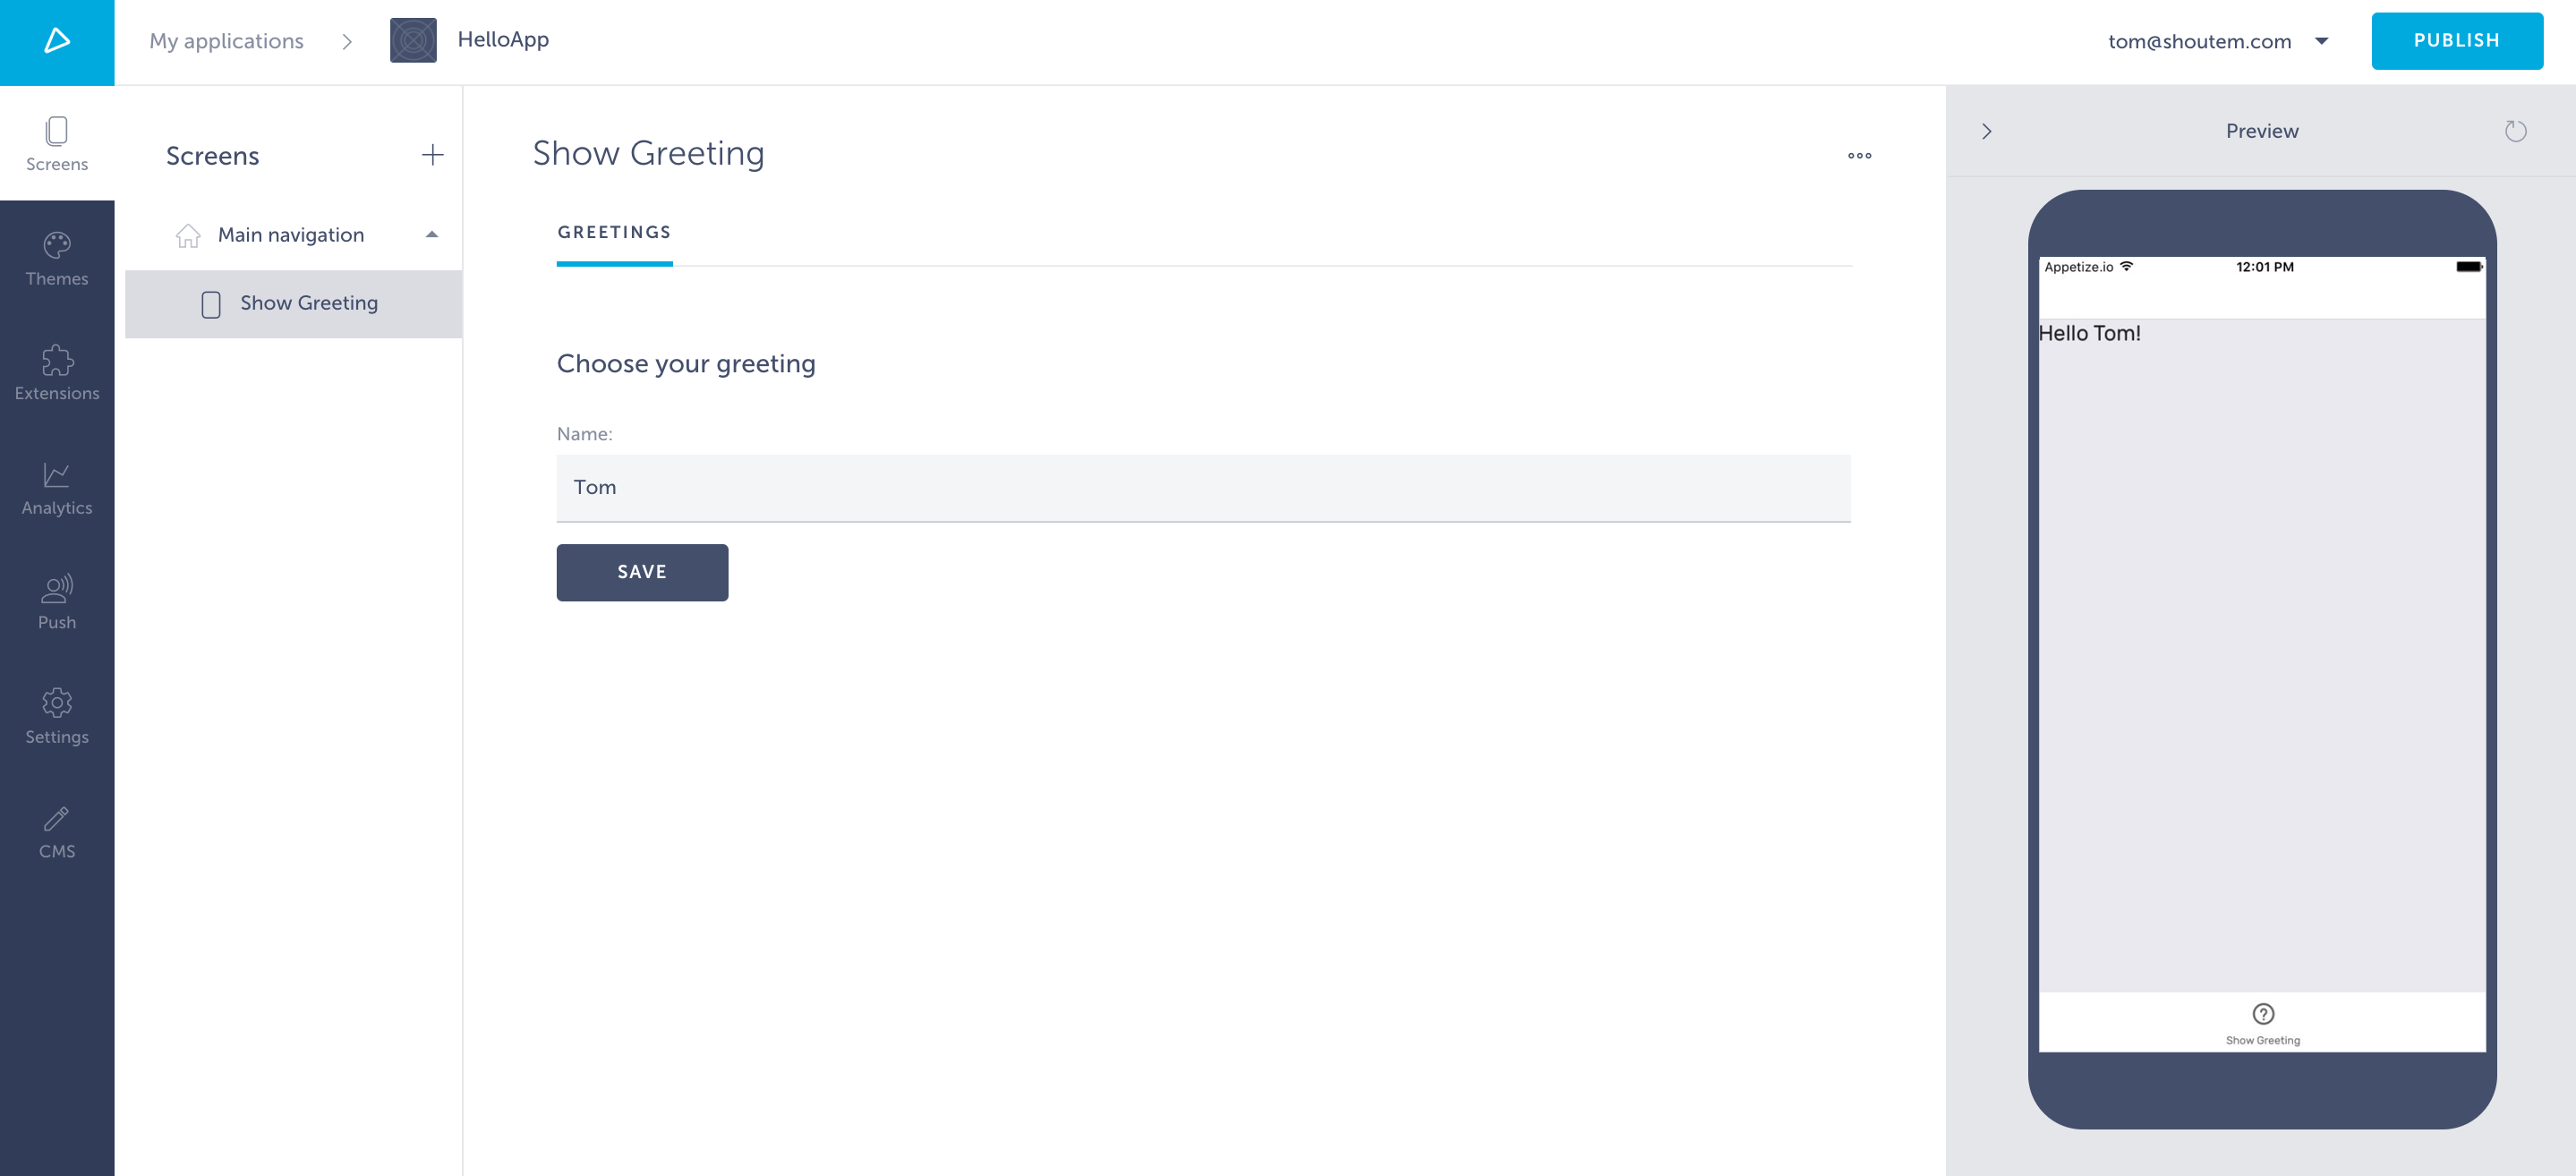 My applications
HelloApp
tom@shoutem.com
PUBLISH
Screens
Themes
Extensions
Analytics
Push
Settings
CMS
Screens
Main navigation
Show Greeting
Show Greeting
GREETINGS
Choose your greeting
Name:
Tom
SAVE
Preview
Appetize.io 12:01 PM
Hello Tom!
Show Greeting